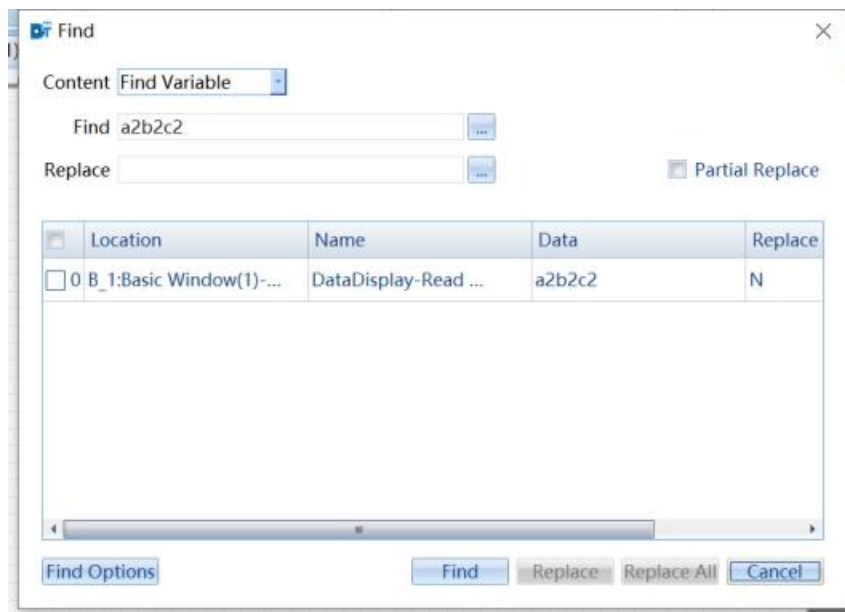 Find
Content Find Variable
Find a2b2c2 ...
Replace ...
Partial Replace
Location Name Data Replace
0 B_1:Basic Window(1)-... DataDisplay-Read ... a2b2c2 N
Find Options Find Replace Replace All Cancel